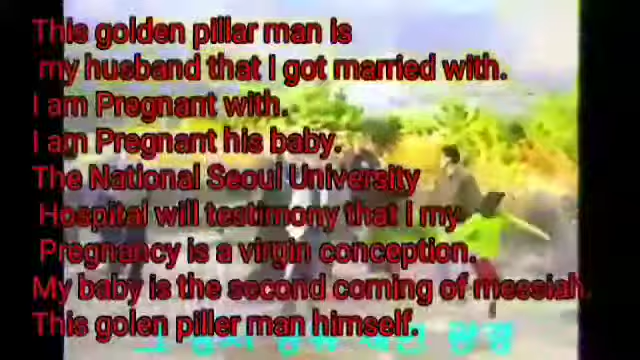 This golden pillar man is
my husband that I got married with.
I am Pregnant with.
I am Pregnant his baby.
The National Seoul University
Hospital will testimony that I my
Pregnancy is a virgin conception.
My baby is the second coming of messiah.
This golen piller man himself.